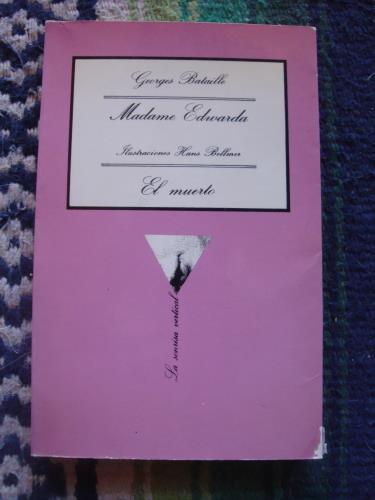 Georges Bataille
Madame Edwarda
Ilustraciones Hans Bellmer
El muerto
La sonrisa vertical